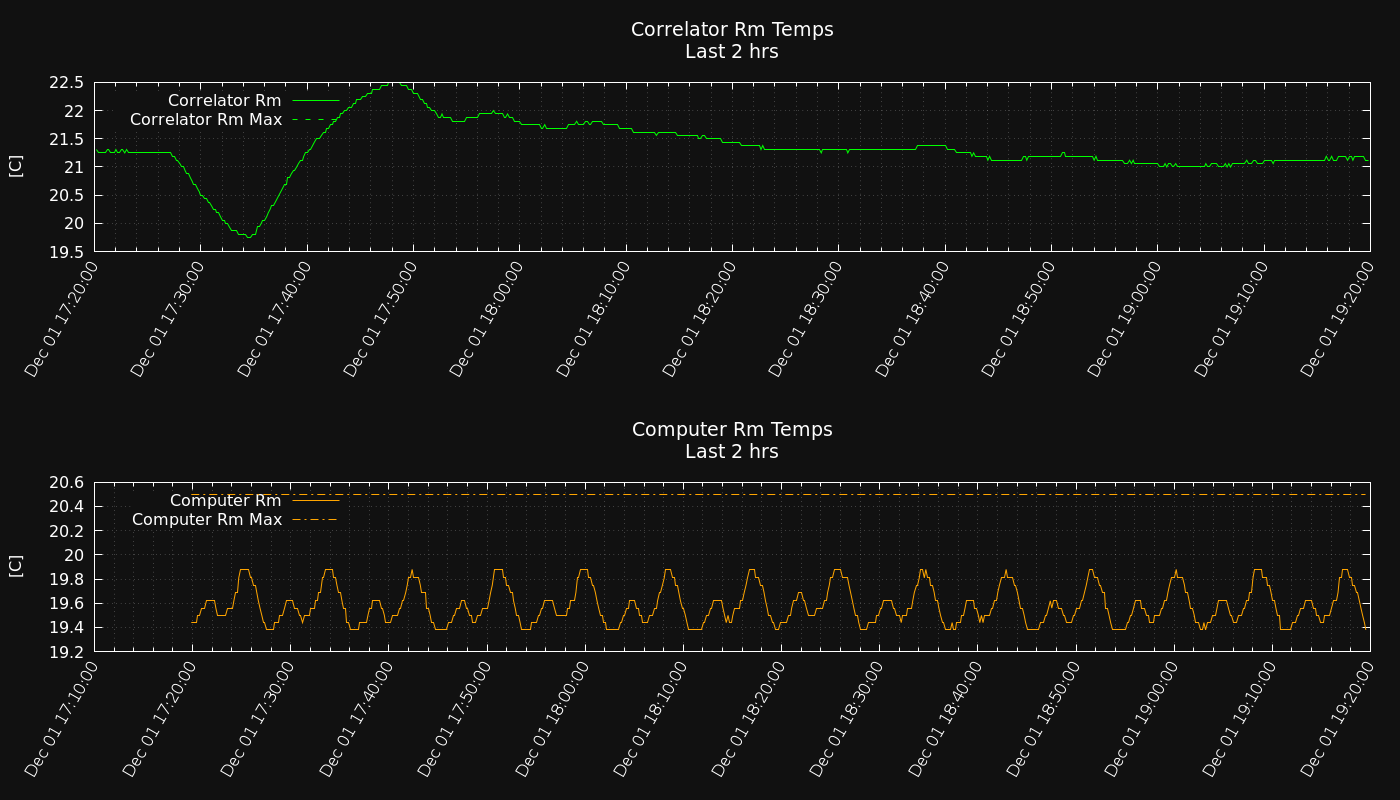 Correlator Rm Temps
Last 2 hrs
22.5
22
21.5
21
20.5
20
19.5
[C]
Correlator Rm
Correlator Rm Max
Dec 01 17:20:00
Dec 01 17:30:00
Dec 01 17:40:00
Dec 01 17:50:00
Dec 01 18:00:00
Dec 01 18:10:00
Dec 01 18:20:00
Dec 01 18:30:00
Dec 01 18:40:00
Dec 01 18:50:00
Dec 01 19:00:00
Dec 01 19:10:00
Dec 01 19:20:00
Computer Rm Temps
Last 2 hrs
20.6
20.4
20.2
20
19.8
19.6
19.4
19.2
[C]
Computer Rm
Computer Rm Max
Dec 01 17:10:00
Dec 01 17:20:00
Dec 01 17:30:00
Dec 01 17:40:00
Dec 01 17:50:00
Dec 01 18:00:00
Dec 01 18:10:00
Dec 01 18:20:00
Dec 01 18:30:00
Dec 01 18:40:00
Dec 01 18:50:00
Dec 01 19:00:00
Dec 01 19:10:00
Dec 01 19:20:00